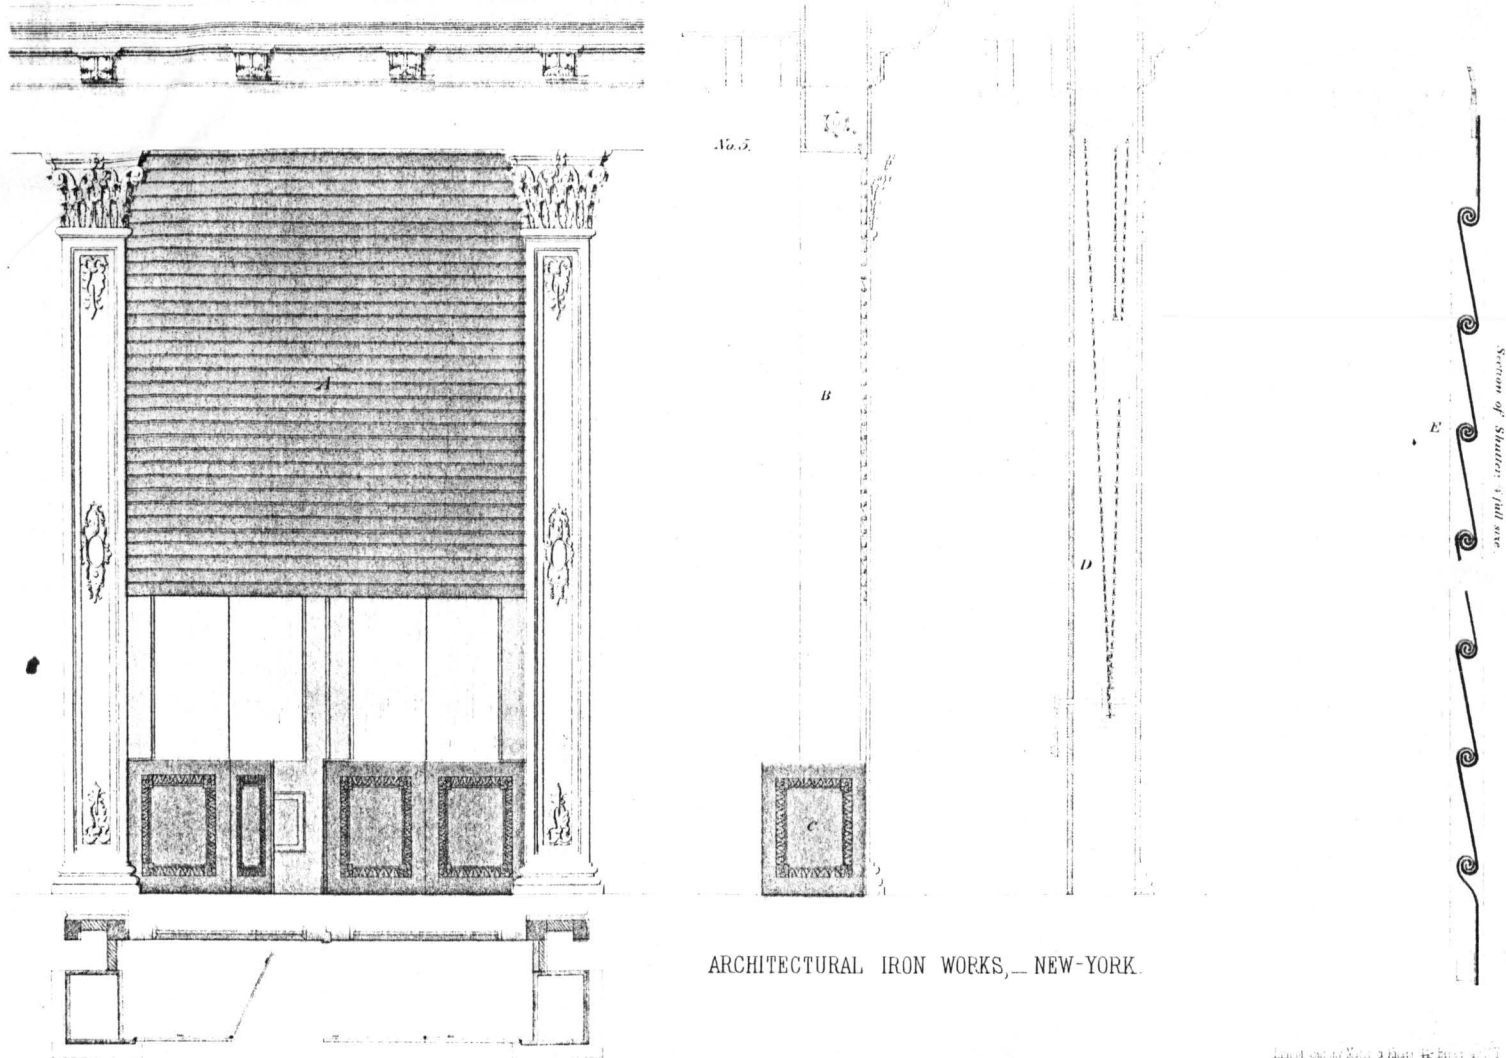 No. 5.
A
B
C
D
E
Section of Shutter, full size.
ARCHITECTURAL IRON WORKS,_ NEW-YORK.